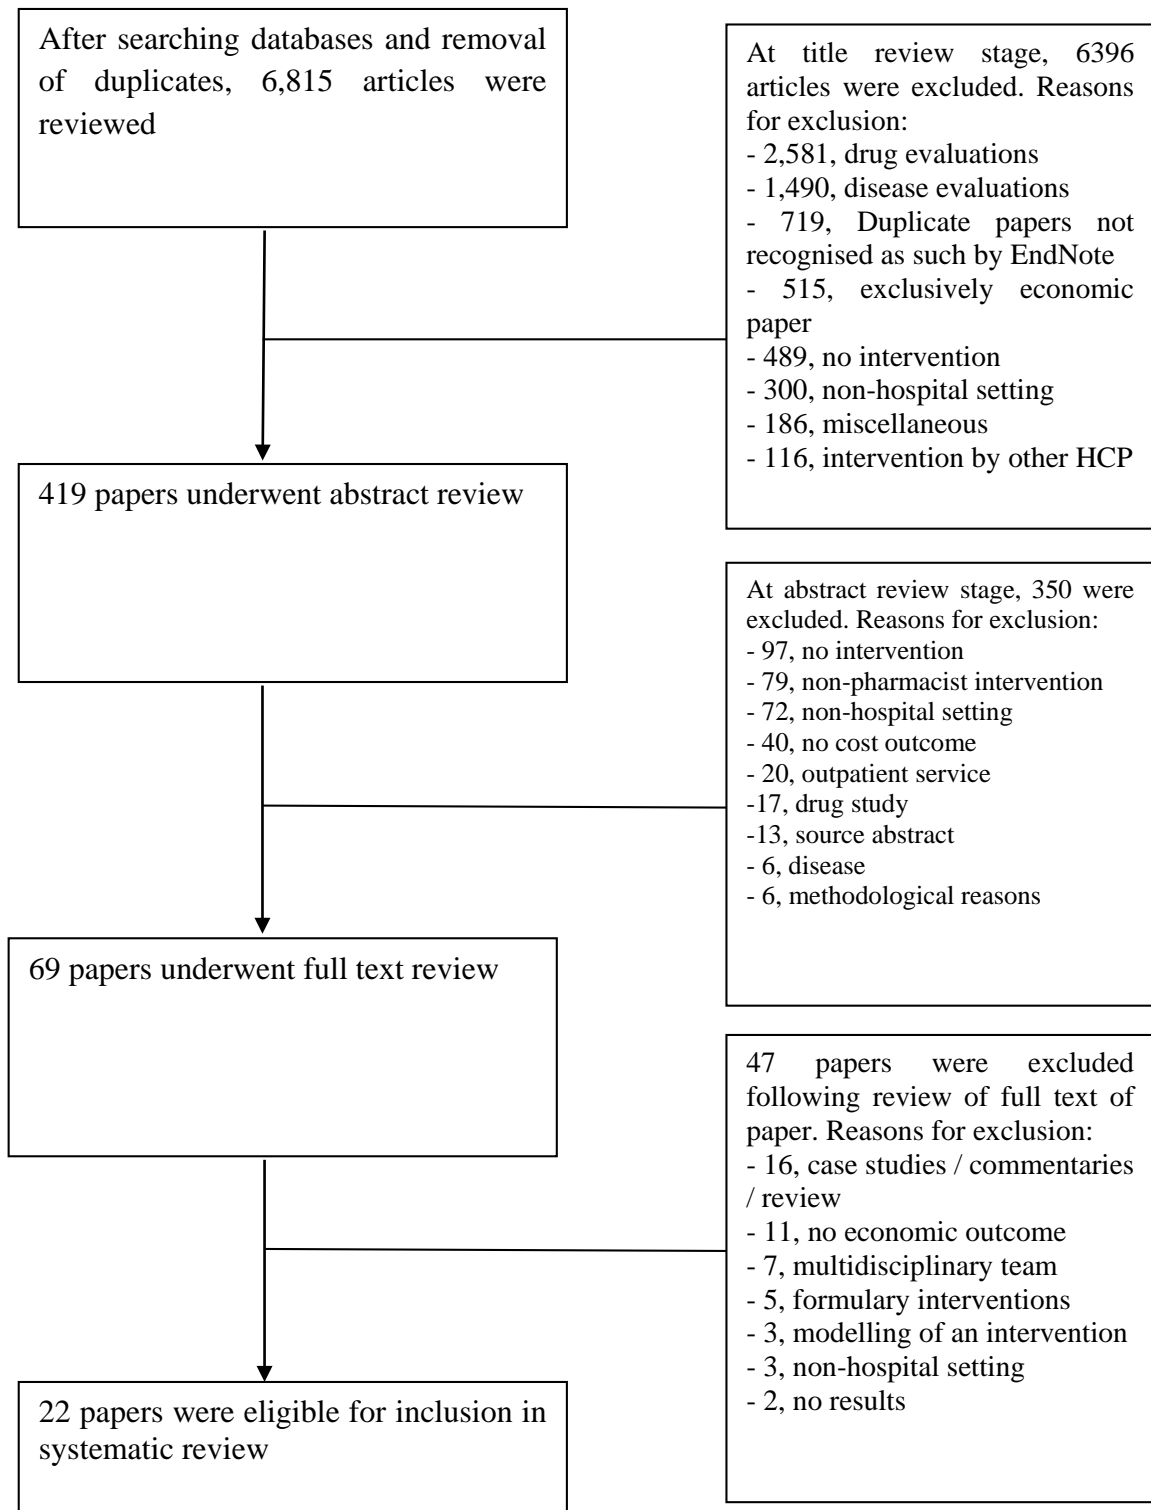 After searching databases and removal
of duplicates, 6,815 articles were
reviewed
At title review stage, 6396
articles were excluded. Reasons
for exclusion:
- 2,581, drug evaluations
- 1,490, disease evaluations
- 719, Duplicate papers not
recognised as such by EndNote
- 515, exclusively economic
paper
- 489, no intervention
- 300, non-hospital setting
- 186, miscellaneous
- 116, intervention by other HCP
419 papers underwent abstract review
At abstract review stage, 350 were
excluded. Reasons for exclusion:
- 97, no intervention
- 79, non-pharmacist intervention
- 72, non-hospital setting
- 40, no cost outcome
- 20, outpatient service
-17, drug study
-13, source abstract
- 6, disease
- 6, methodological reasons
69 papers underwent full text review
47 papers were excluded
following review of full text of
paper. Reasons for exclusion:
- 16, case studies / commentaries
/ review
- 11, no economic outcome
- 7, multidisciplinary team
- 5, formulary interventions
- 3, modelling of an intervention
- 3, non-hospital setting
- 2, no results
22 papers were eligible for inclusion in
systematic review